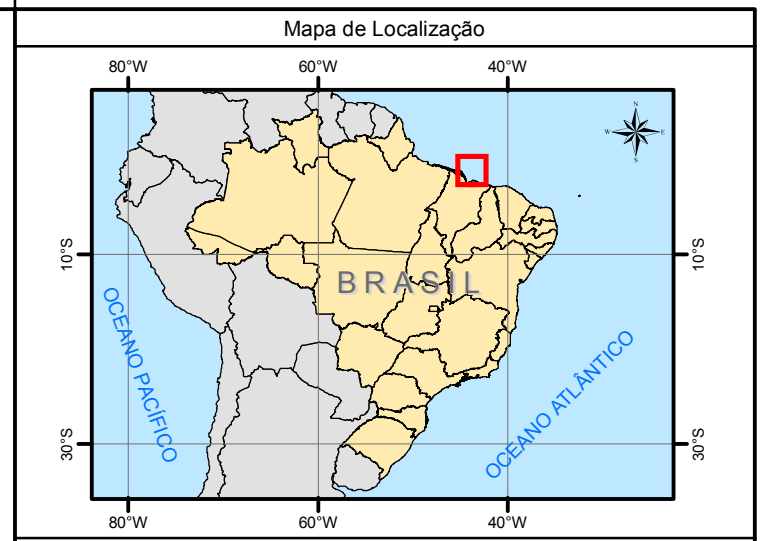 Mapa de Localização
80°W 60°W 40°W
N
W E
S
10°S 10°S
BRASIL
OCEANO PACÍFICO
OCEANO ATLÂNTICO
30°S 30°S
80°W 60°W 40°W